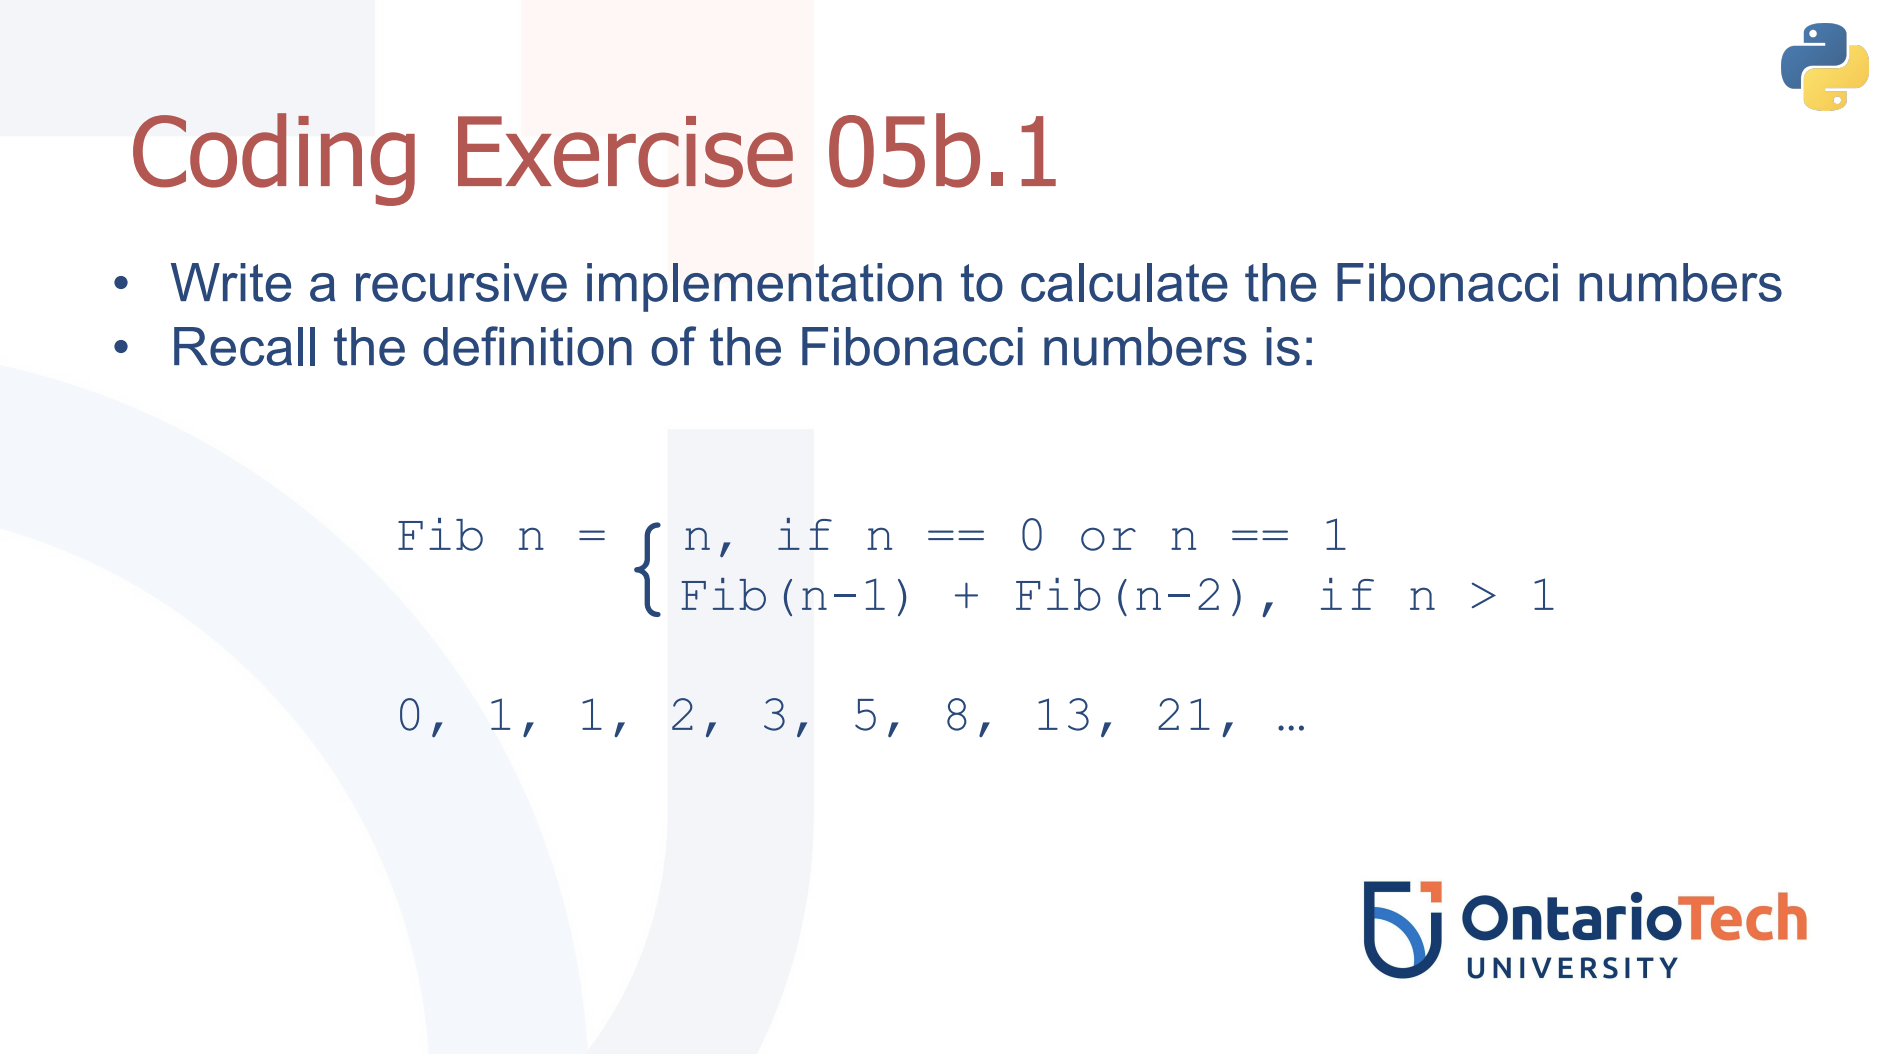 Coding Exercise 05b.1
• Write a recursive implementation to calculate the Fibonacci numbers
• Recall the definition of the Fibonacci numbers is:
Fib n = { n, if n == 0 or n == 1
Fib(n-1) + Fib(n-2), if n > 1
0, 1, 1, 2, 3, 5, 8, 13, 21, …
OntarioTech
UNIVERSITY